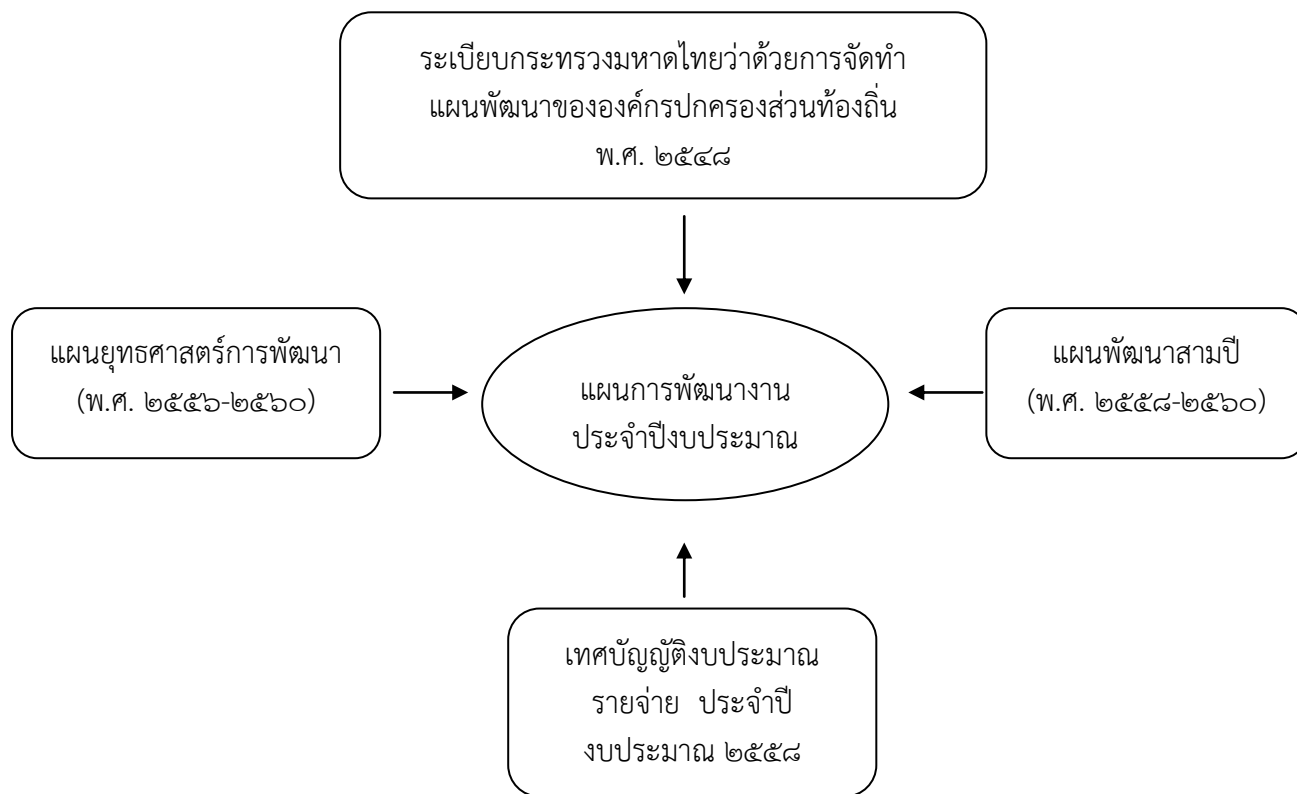 ระเบียบกระทรวงมหาดไทยว่าด้วยการจัดทำ
แผนพัฒนาขององค์กรปกครองส่วนท้องถิ่น
พ.ศ. ๒๕๔๘
แผนยุทธศาสตร์การพัฒนา
(พ.ศ. ๒๕๕๖-๒๕๖๐)
แผนการพัฒนางาน
ประจำปีงบประมาณ
แผนพัฒนาสามปี
(พ.ศ. ๒๕๕๘-๒๕๖๐)
เทศบัญญัติงบประมาณ
รายจ่าย ประจำปี
งบประมาณ ๒๕๕๘